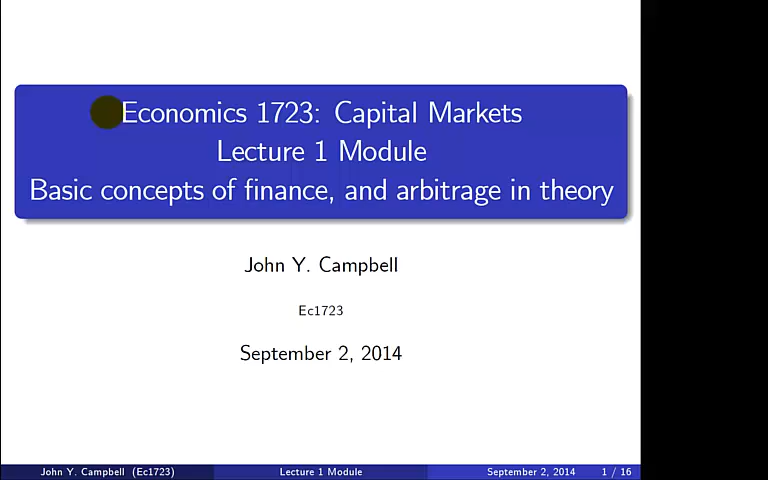 Economics 1723: Capital Markets
Lecture 1 Module
Basic concepts of finance, and arbitrage in theory
John Y. Campbell
Ec1723
September 2, 2014
John Y. Campbell (Ec1723) Lecture 1 Module September 2, 2014 1 / 16